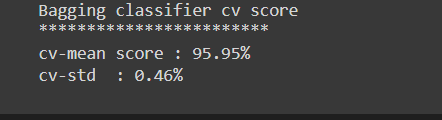 Bagging classifier cv score
**************************
cv-mean score : 95.95%
cv-std  : 0.46%